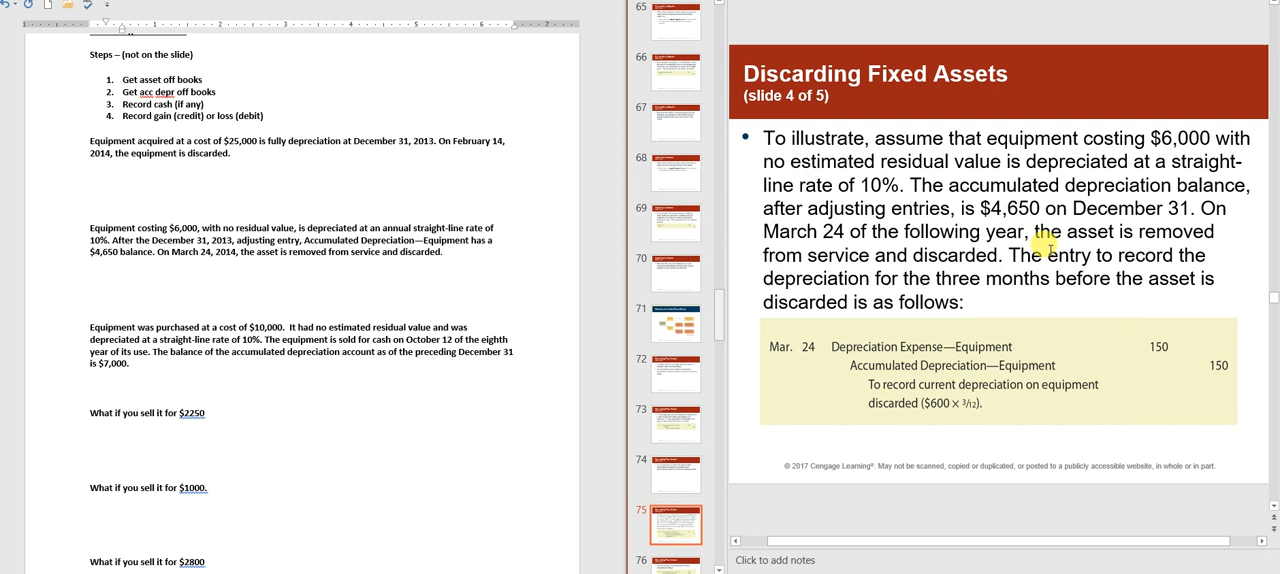 Steps – (not on the slide)
1. Get asset off books
2. Get acc depr off books
3. Record cash (if any)
4. Record gain (credit) or loss (debit)
Equipment acquired at a cost of $25,000 is fully depreciation at December 31, 2013. On February 14,
2014, the equipment is discarded.
Equipment costing $6,000, with no residual value, is depreciated at an annual straight-line rate of
10%. After the December 31, 2013, adjusting entry, Accumulated Depreciation—Equipment has a
$4,650 balance. On March 24, 2014, the asset is removed from service and discarded.
Equipment was purchased at a cost of $10,000. It had no estimated residual value and was
depreciated at a straight-line rate of 10%. The equipment is sold for cash on October 12 of the eighth
year of its use. The balance of the accumulated depreciation account as of the preceding December 31
is $7,000.
What if you sell it for $2250
What if you sell it for $1000.
What if you sell it for $2800
65
66
67
68
69
70
71
72
73
74
75
76
Discarding Fixed Assets
(slide 4 of 5)
• To illustrate, assume that equipment costing $6,000 with
no estimated residual value is depreciated at a straight-
line rate of 10%. The accumulated depreciation balance,
after adjusting entries, is $4,650 on December 31. On
March 24 of the following year, the asset is removed
from service and discarded. The entry to record the
depreciation for the three months before the asset is
discarded is as follows:
Mar. 24 Depreciation Expense—Equipment 150
Accumulated Depreciation—Equipment 150
To record current depreciation on equipment
discarded ($600 × 3/12).
© 2017 Cengage Learning®. May not be scanned, copied or duplicated, or posted to a publicly accessible website, in whole or in part.
Click to add notes